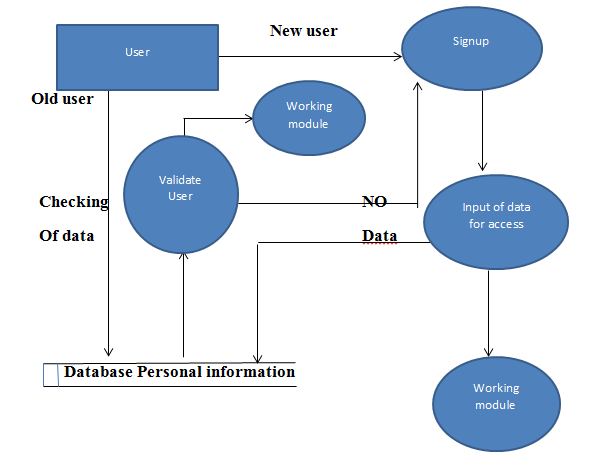 New user
User
Signup
Old user
Working
module
Validate
User
Checking
NO
Input of data
for access
Of data
Data
Database Personal information
Working
module